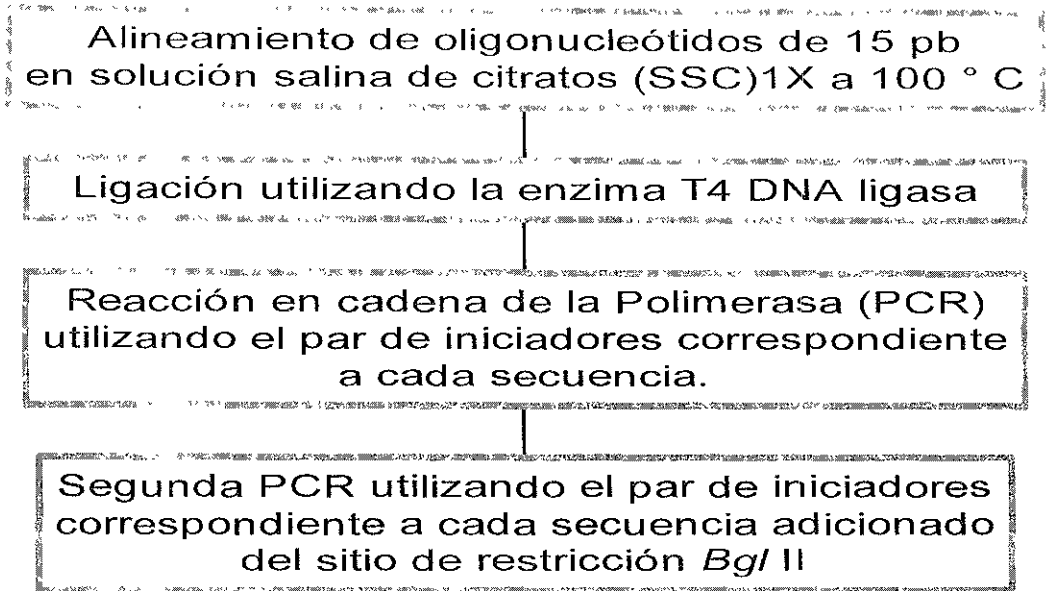 Alineamiento de oligonucleótidos de 15 pb
en solución salina de citratos (SSC)1X a 100 ° C
Ligación utilizando la enzima T4 DNA ligasa
Reacción en cadena de la Polimerasa (PCR)
utilizando el par de iniciadores correspondiente
a cada secuencia.
Segunda PCR utilizando el par de iniciadores
correspondiente a cada secuencia adicionado
del sitio de restricción Bgl II